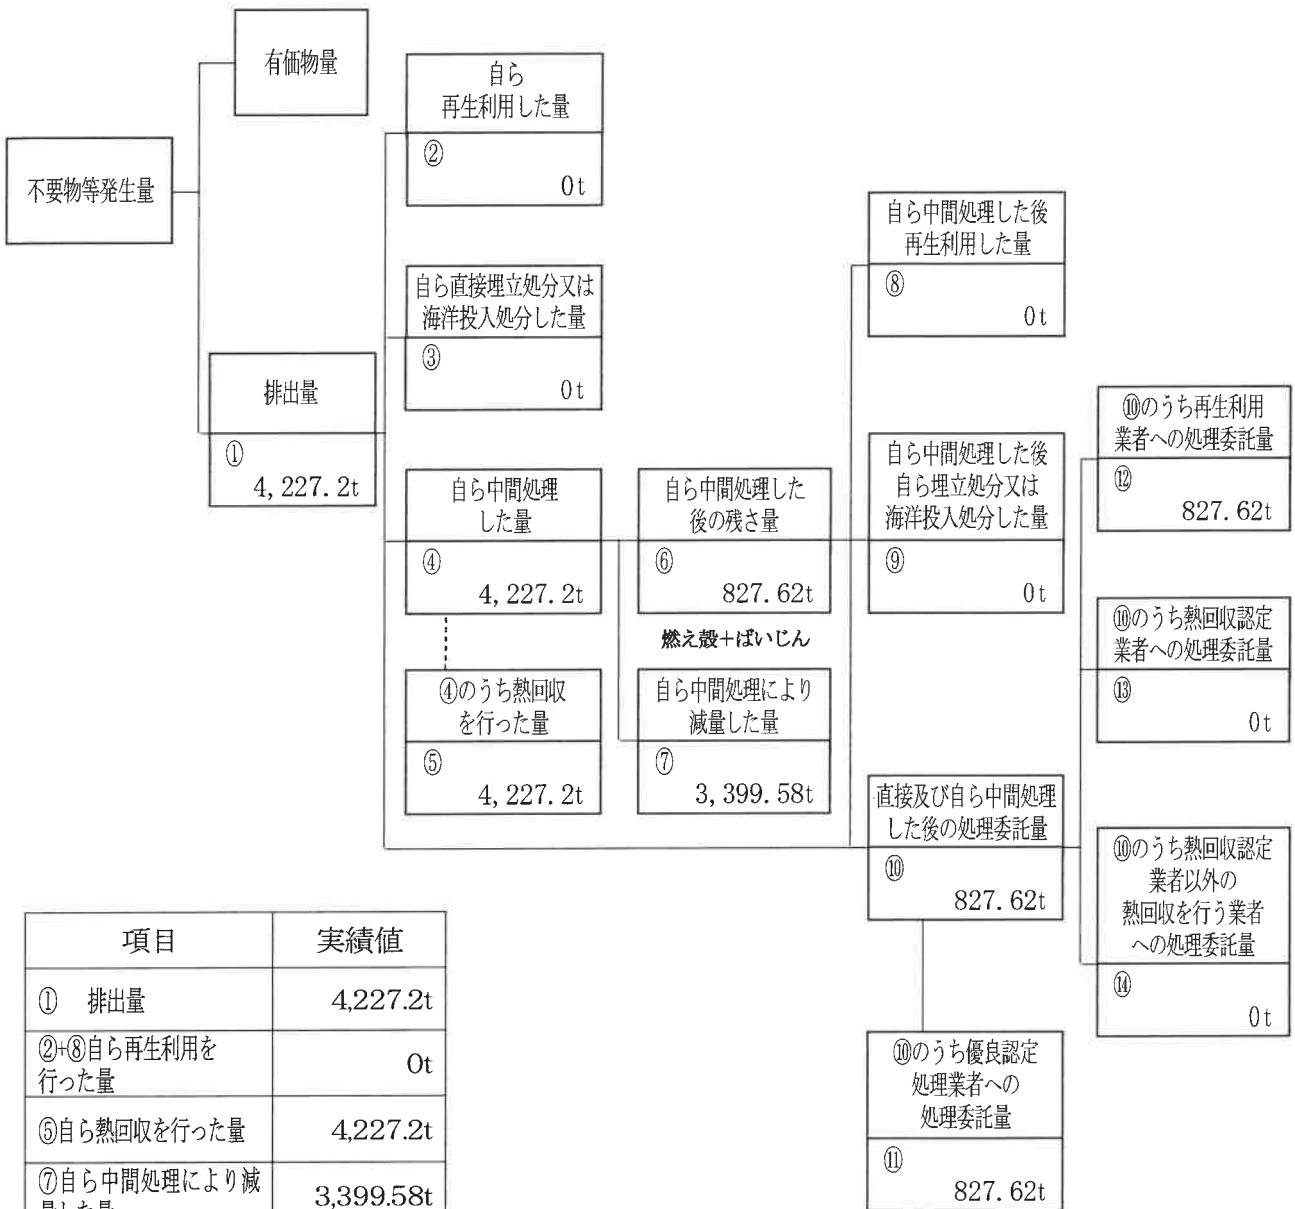 有価物量
不要物等発生量
排出量
①
4,227.2t
自ら
再生利用した量
②
0t
自ら直接埋立処分又は
海洋投入処分した量
③
0t
自ら中間処理
した量
④
4,227.2t
④のうち熱回収
を行った量
⑤
4,227.2t
自ら中間処理した
後の残さ量
⑥
827.62t
燃え殻+ばいじん
自ら中間処理により
減量した量
⑦
3,399.58t
自ら中間処理した後
再生利用した量
⑧
0t
自ら中間処理した後
自ら埋立処分又は
海洋投入処分した量
⑨
0t
直接及び自ら中間処理
した後の処理委託量
⑩
827.62t
⑩のうち優良認定
処理業者への
処理委託量
⑪
827.62t
⑩のうち再生利用
業者への処理委託量
⑫
827.62t
⑩のうち熱回収認定
業者への処理委託量
⑬
0t
⑩のうち熱回収認定
業者以外の
熱回収を行う業者
への処理委託量
⑭
0t
項目 実績値
① 排出量 4,227.2t
②+⑧自ら再生利用を
行った量 0t
⑤自ら熱回収を行った量 4,227.2t
⑦自ら中間処理により減 3,399.58t